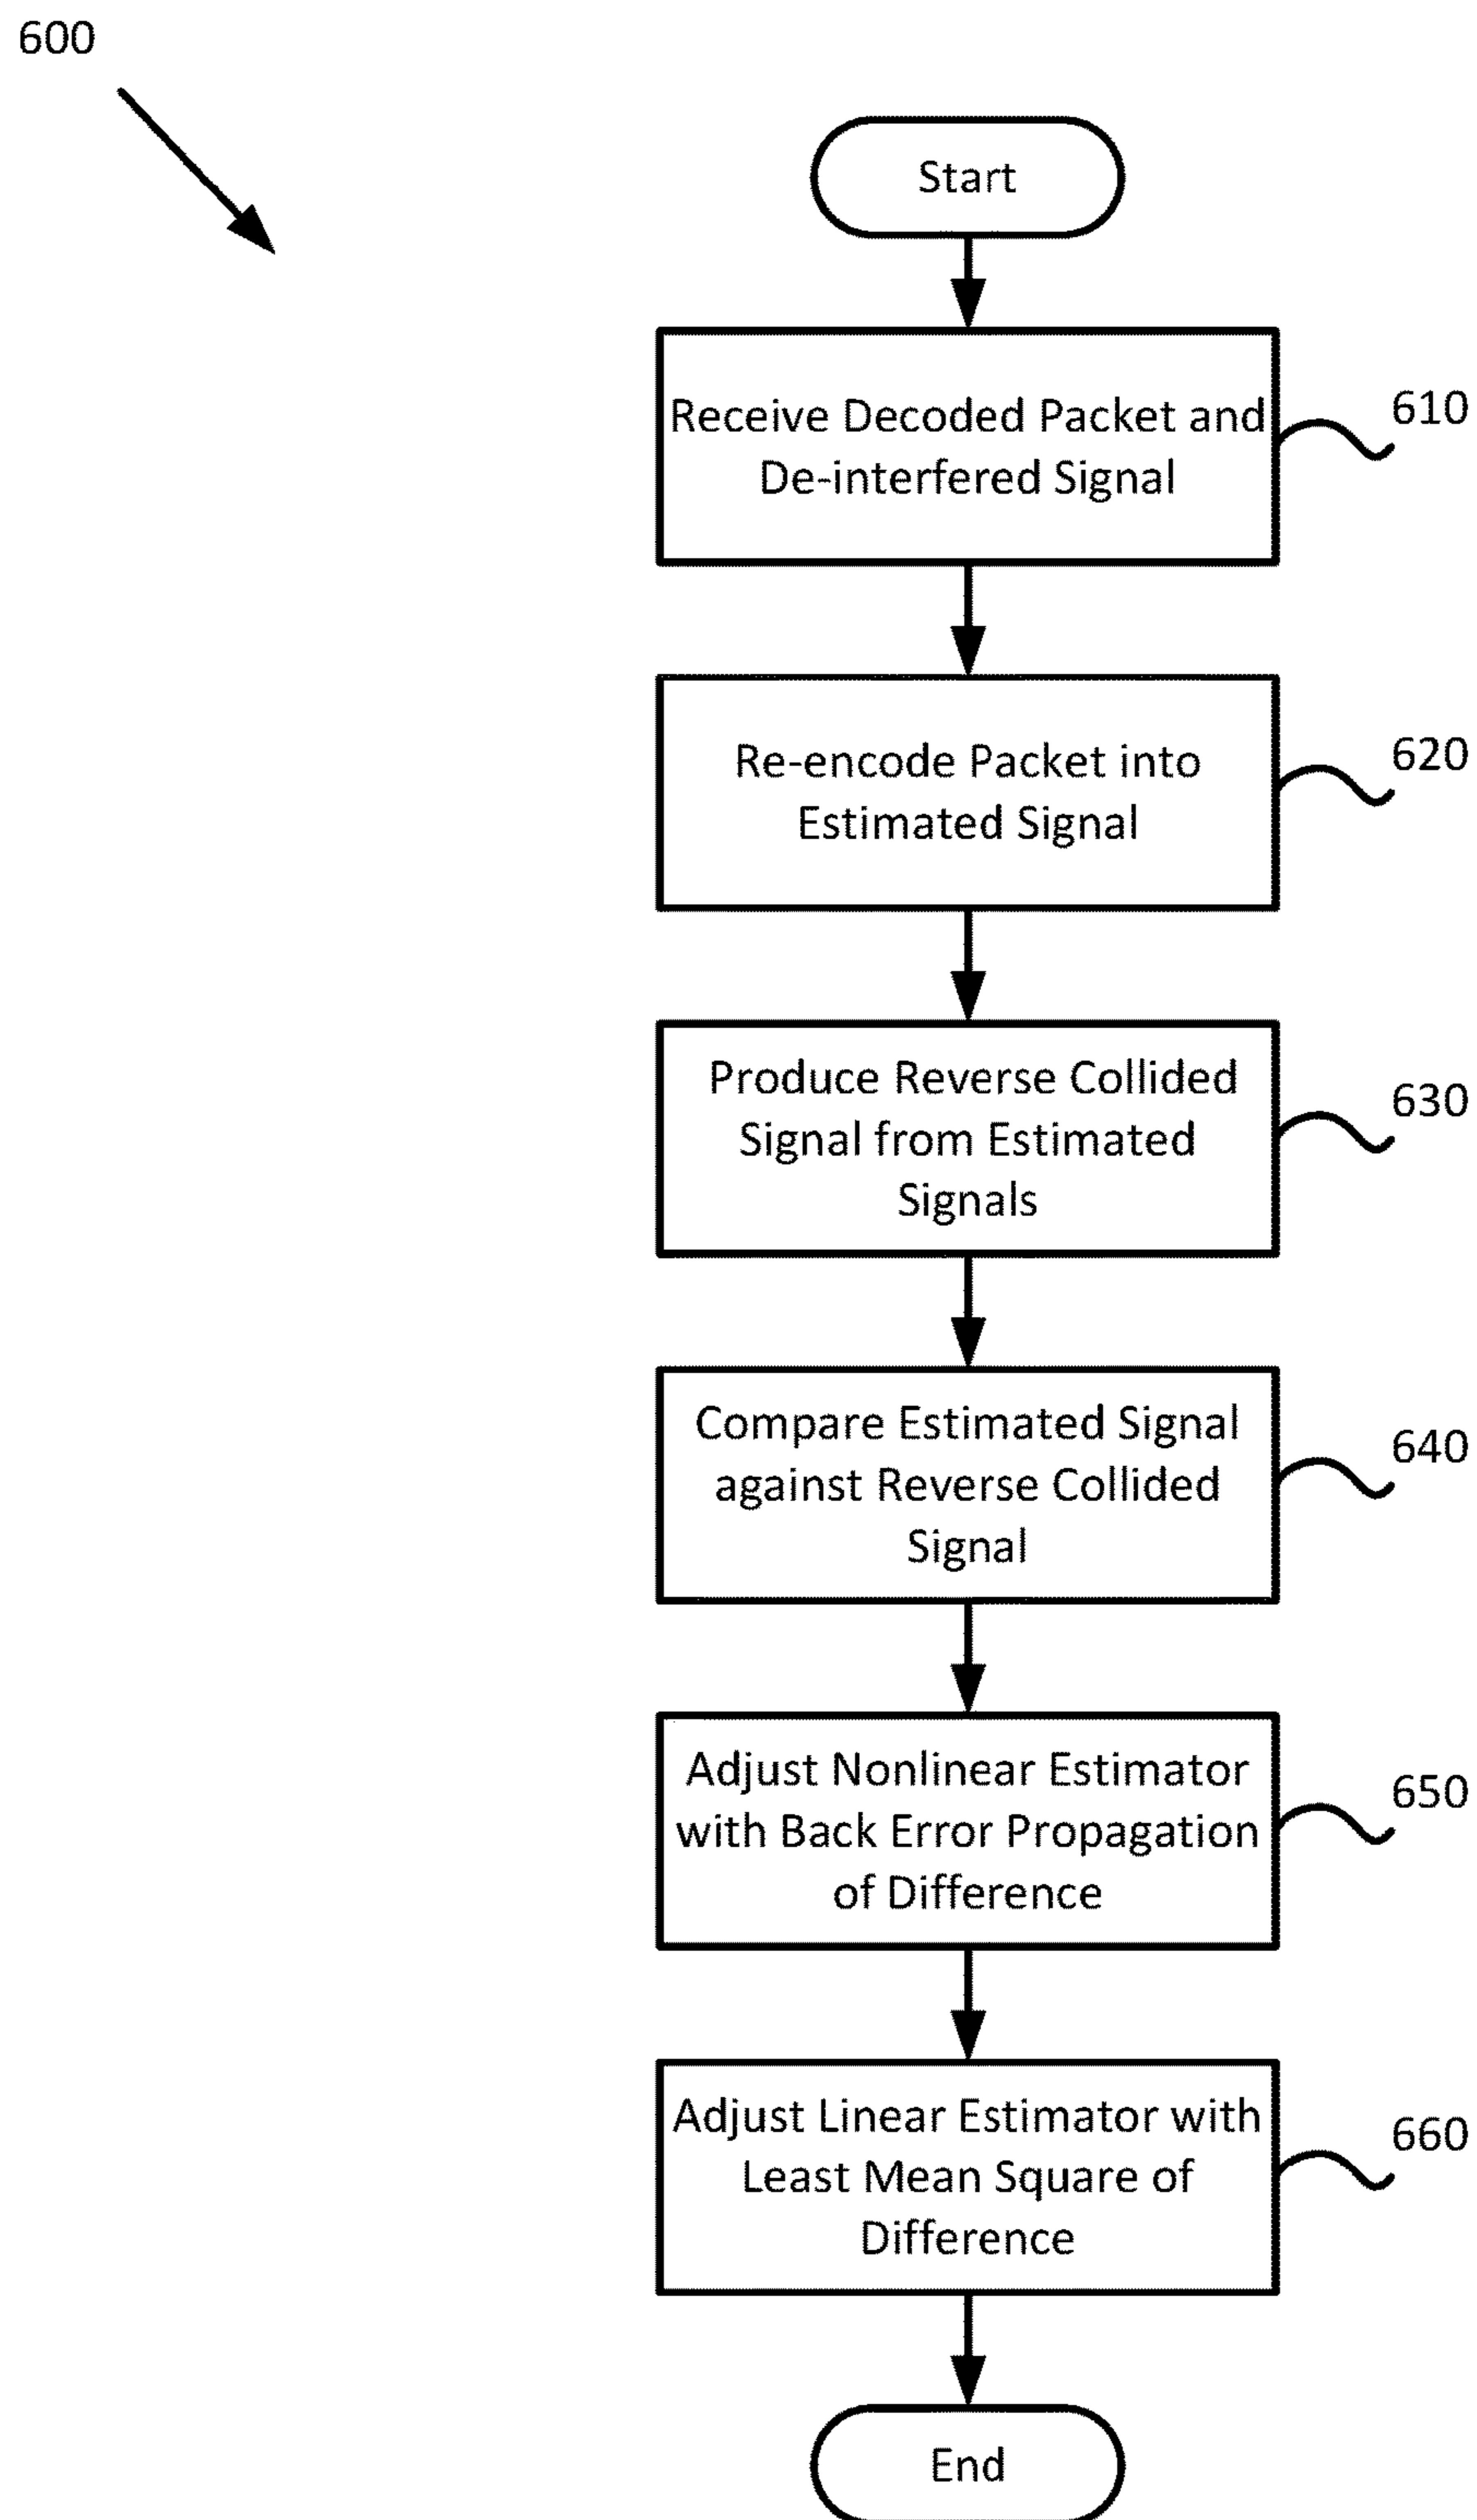 600
Start
Receive Decoded Packet and
De-interfered Signal
610
Re-encode Packet into
Estimated Signal
620
Produce Reverse Collided
Signal from Estimated
Signals
630
Compare Estimated Signal
against Reverse Collided
Signal
640
Adjust Nonlinear Estimator
with Back Error Propagation
of Difference
650
Adjust Linear Estimator with
Least Mean Square of
Difference
660
End